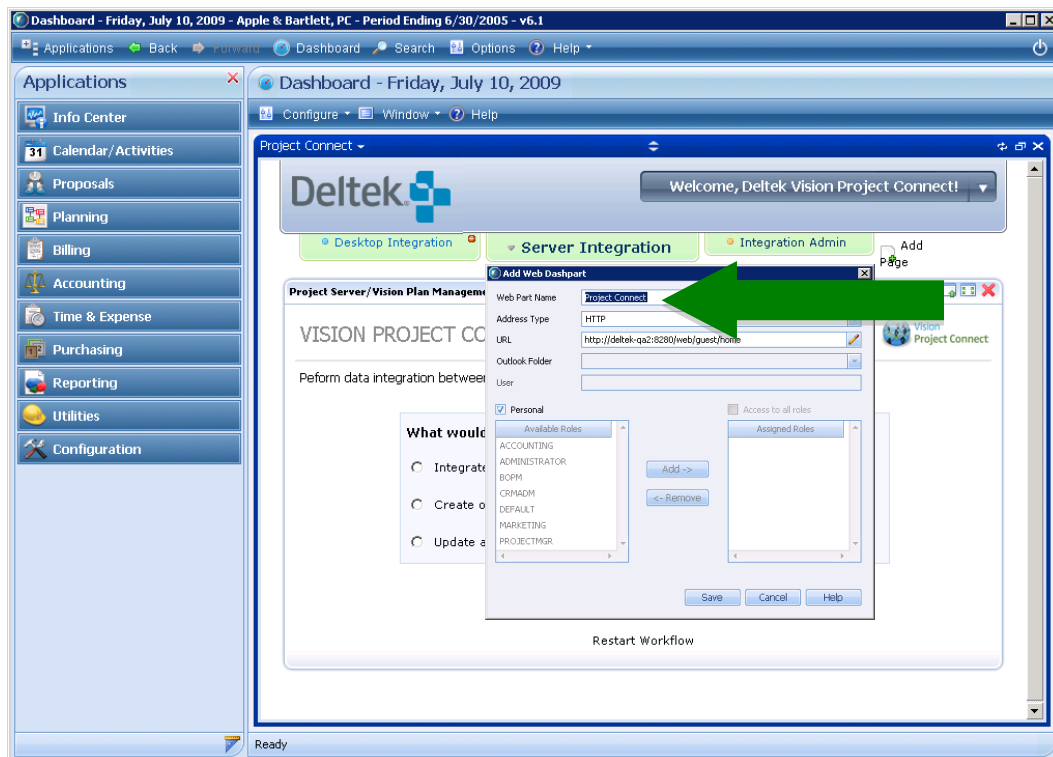 Dashboard - Friday, July 10, 2009 - Apple & Bartlett, PC - Period Ending 6/30/2005 - v6.1
Applications Back Forward Dashboard Search Options Help
Applications
Info Center
31 Calendar/Activities
Proposals
Planning
Billing
Accounting
Time & Expense
Purchasing
Reporting
Utilities
Configuration
Dashboard - Friday, July 10, 2009
Configure Window Help
Project Connect
Deltek
Welcome, Deltek Vision Project Connect!
Desktop Integration
Server Integration
Integration Admin
Add Page
Project Server/Vision Plan Manageme
VISION PROJECT CO
Vision
Project Connect
Peform data integration between
What would
Integrate
Create o
Update a
Restart Workflow
Add Web Dashpart
Web Part Name Project Connect
Address Type HTTP
URL http://deltek-qa2:8280/web/guest/home
Outlook Folder
User
Personal
Access to all roles
Available Roles
ACCOUNTING
ADMINISTRATOR
BOPM
CRMADM
DEFAULT
MARKETING
PROJECTMGR
Add ->
<- Remove
Assigned Roles
Save Cancel Help
Ready